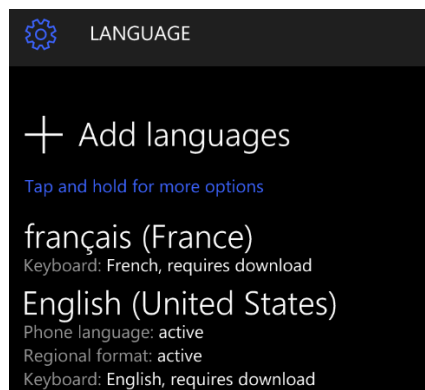 LANGUAGE
Add languages
Tap and hold for more options
français (France)
Keyboard: French, requires download
English (United States)
Phone language: active
Regional format: active
Keyboard: English, requires download